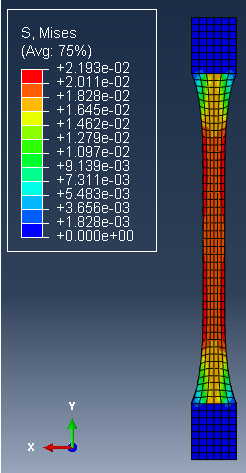 S, Mises
(Avg: 75%)
+2.193e-02
+2.011e-02
+1.828e-02
+1.645e-02
+1.462e-02
+1.279e-02
+1.097e-02
+9.139e-03
+7.311e-03
+5.483e-03
+3.656e-03
+1.828e-03
+0.000e+00
Y
X